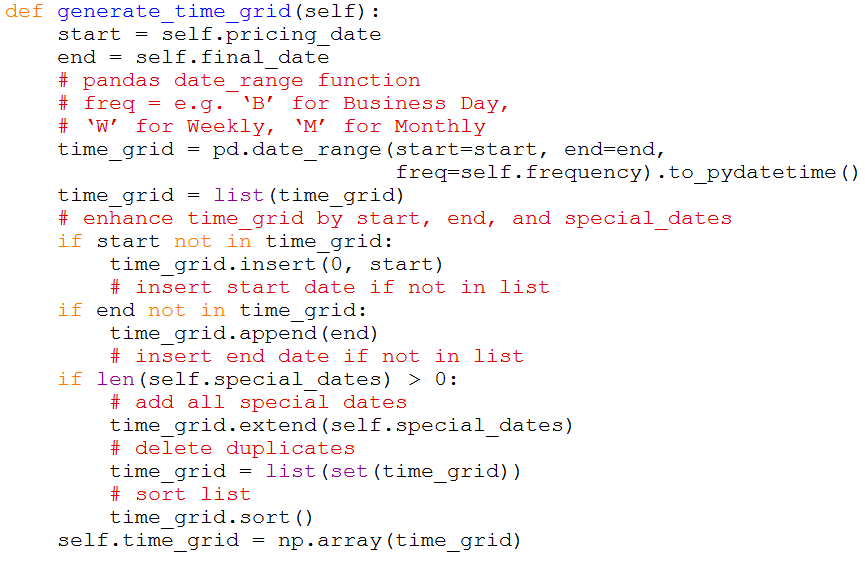 def generate_time_grid(self):
    start = self.pricing_date
    end = self.final_date
    # pandas date_range function
    # freq = e.g. ‘B’ for Business Day,
    # ‘W’ for Weekly, ‘M’ for Monthly
    time_grid = pd.date_range(start=start, end=end,
                              freq=self.frequency).to_pydatetime()
    time_grid = list(time_grid)
    # enhance time_grid by start, end, and special_dates
    if start not in time_grid:
        time_grid.insert(0, start)
        # insert start date if not in list
    if end not in time_grid:
        time_grid.append(end)
        # insert end date if not in list
    if len(self.special_dates) > 0:
        # add all special dates
        time_grid.extend(self.special_dates)
        # delete duplicates
        time_grid = list(set(time_grid))
        # sort list
        time_grid.sort()
    self.time_grid = np.array(time_grid)